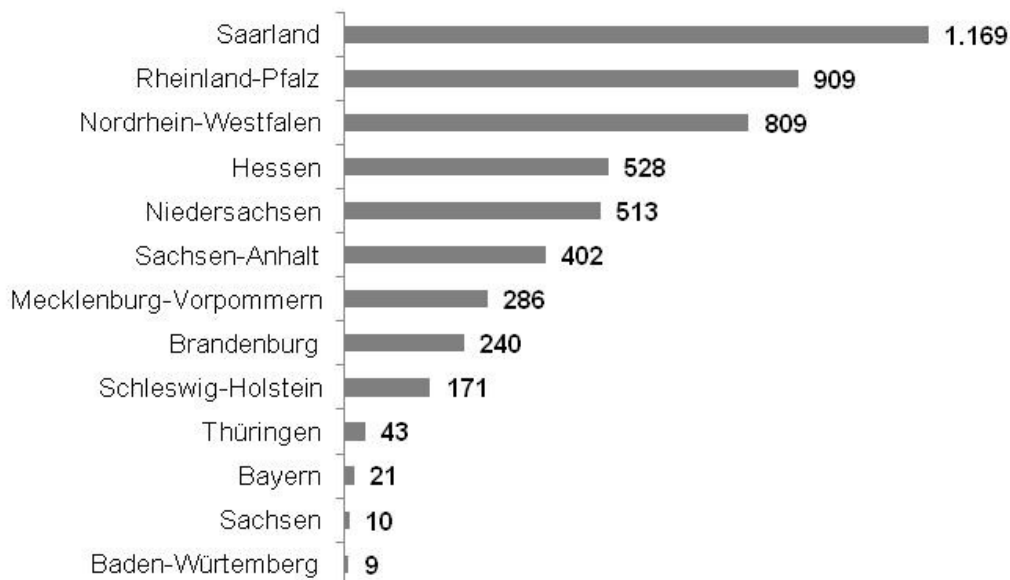 Saarland 1.169
Rheinland-Pfalz 909
Nordrhein-Westfalen 809
Hessen 528
Niedersachsen 513
Sachsen-Anhalt 402
Mecklenburg-Vorpommern 286
Brandenburg 240
Schleswig-Holstein 171
Thüringen 43
Bayern 21
Sachsen 10
Baden-Würtemberg 9